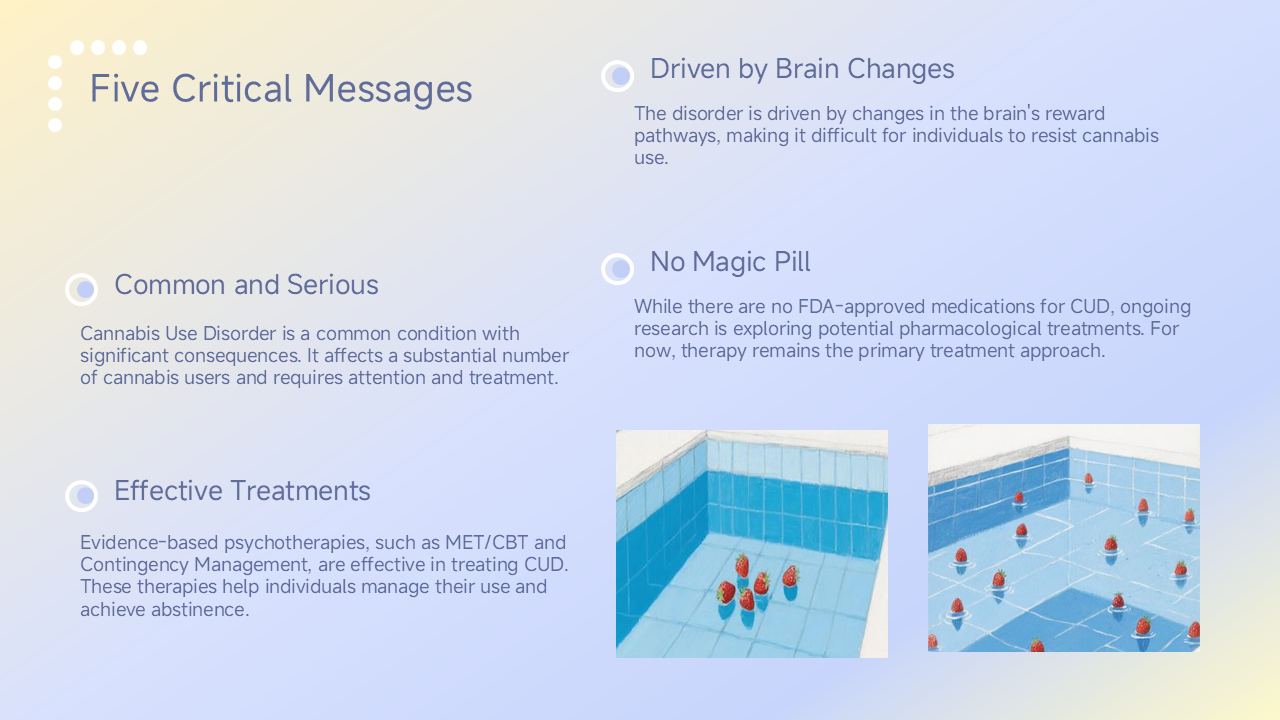 Five Critical Messages
Common and Serious
Cannabis Use Disorder is a common condition with
significant consequences. It affects a substantial number
of cannabis users and requires attention and treatment.
Effective Treatments
Evidence-based psychotherapies, such as MET/CBT and
Contingency Management, are effective in treating CUD.
These therapies help individuals manage their use and
achieve abstinence.
Driven by Brain Changes
The disorder is driven by changes in the brain's reward
pathways, making it difficult for individuals to resist cannabis
use.
No Magic Pill
While there are no FDA-approved medications for CUD, ongoing
research is exploring potential pharmacological treatments. For
now, therapy remains the primary treatment approach.